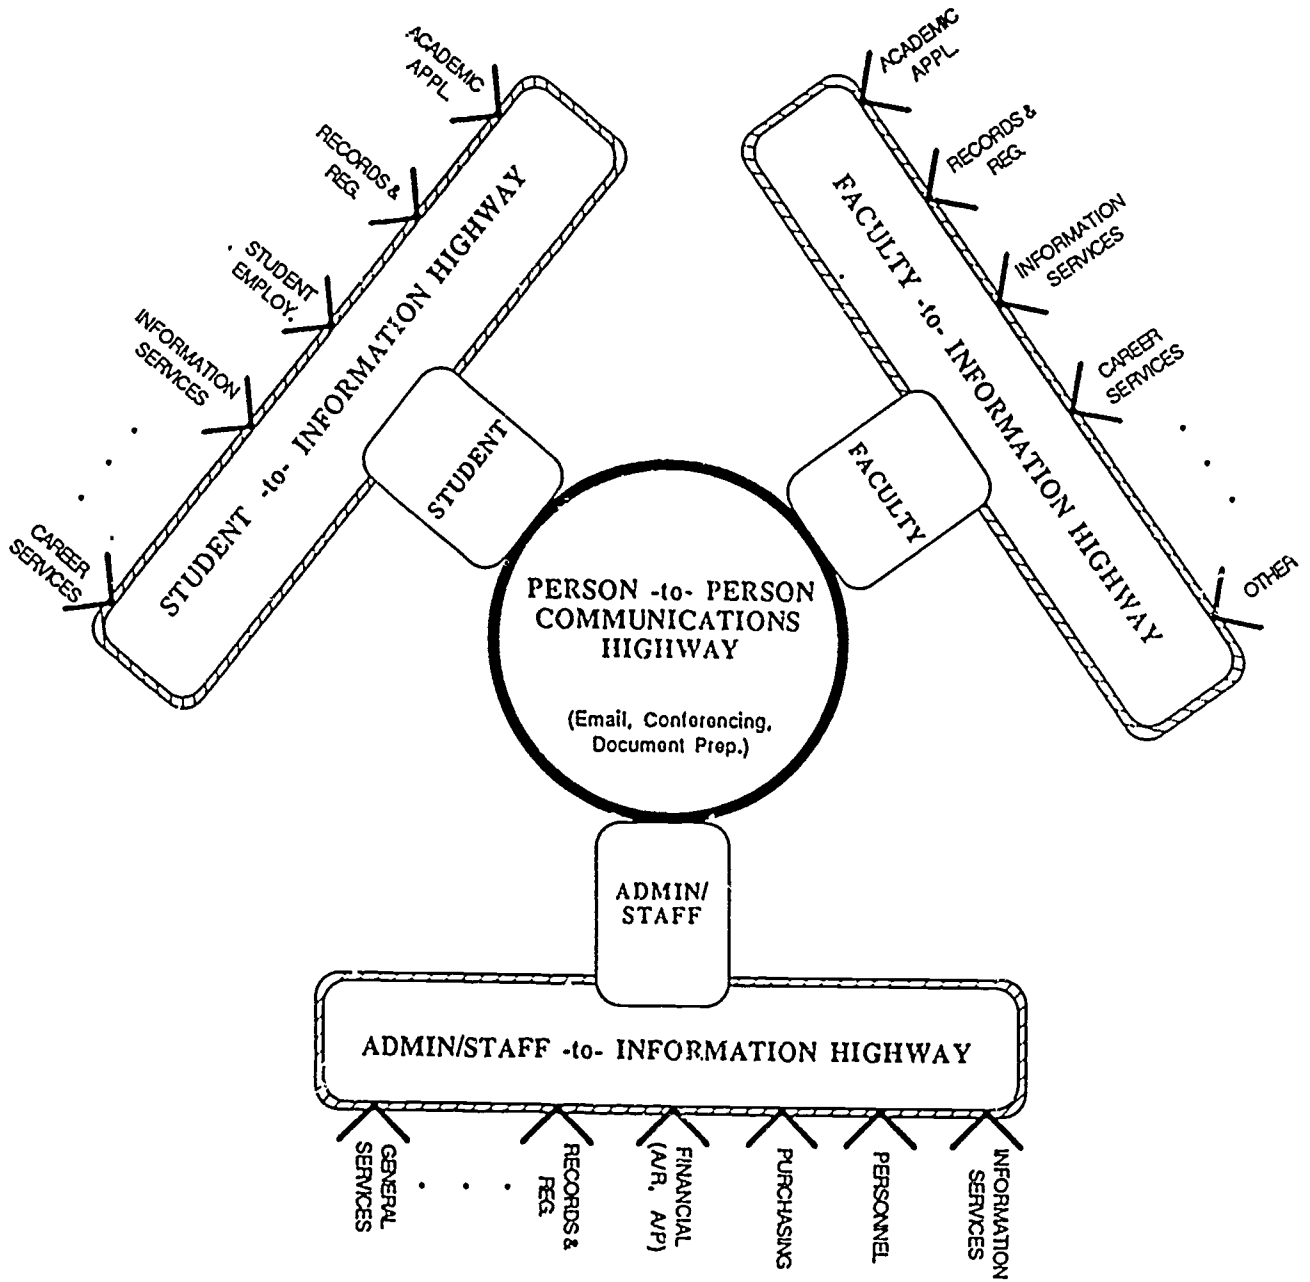 ACADEMIC
APPL.
RECORDS &
REG.
STUDENT
EMPLOY.
INFORMATION
SERVICES
CAREER
SERVICES
STUDENT -to- INFORMATION HIGHWAY
STUDENT
ACADEMIC
APPL.
RECORDS &
REG.
INFORMATION
SERVICES
CAREER
SERVICES
OTHER
FACULTY -to- INFORMATION HIGHWAY
FACULTY
PERSON -to- PERSON
COMMUNICATIONS
HIGHWAY
(Email, Conferencing,
Document Prep.)
ADMIN/
STAFF
ADMIN/STAFF -to- INFORMATION HIGHWAY
GENERAL
SERVICES
RECORDS &
REG.
FINANCIAL
(A/R, A/P)
PURCHASING
PERSONNEL
INFORMATION
SERVICES